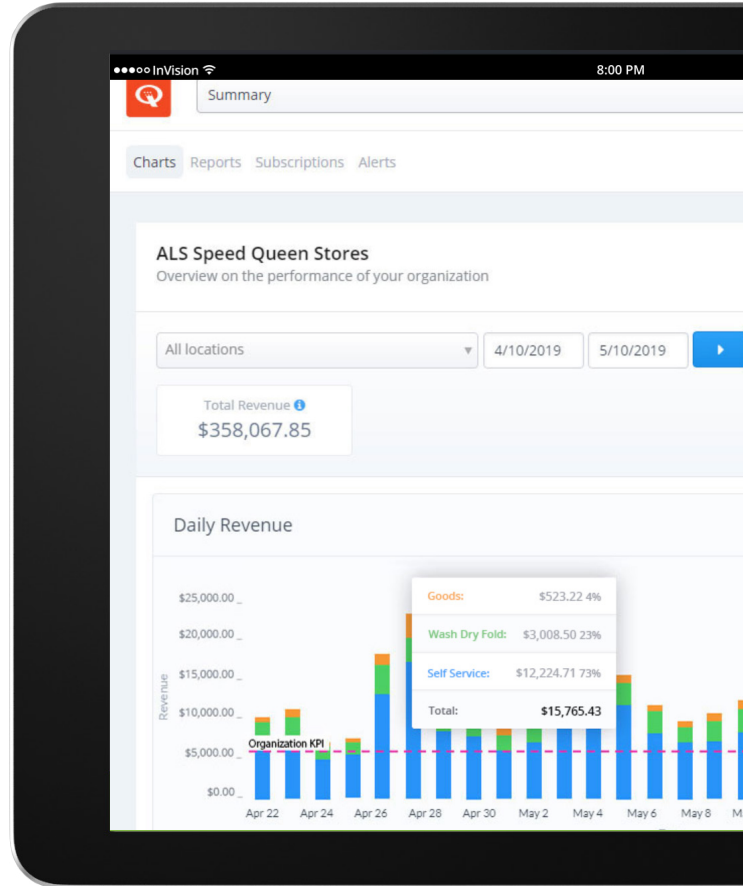 InVision
8:00 PM
Summary
Charts Reports Subscriptions Alerts
ALS Speed Queen Stores
Overview on the performance of your organization
All locations
4/10/2019
5/10/2019
Total Revenue
$358,067.85
Daily Revenue
Revenue
$25,000.00
$20,000.00
$15,000.00
$10,000.00
$5,000.00
$0.00
Organization KPI
Goods: $523.22 4%
Wash Dry Fold: $3,008.50 23%
Self Service: $12,224.71 73%
Total: $15,765.43
Apr 22 Apr 24 Apr 26 Apr 28 Apr 30 May 2 May 4 May 6 May 8